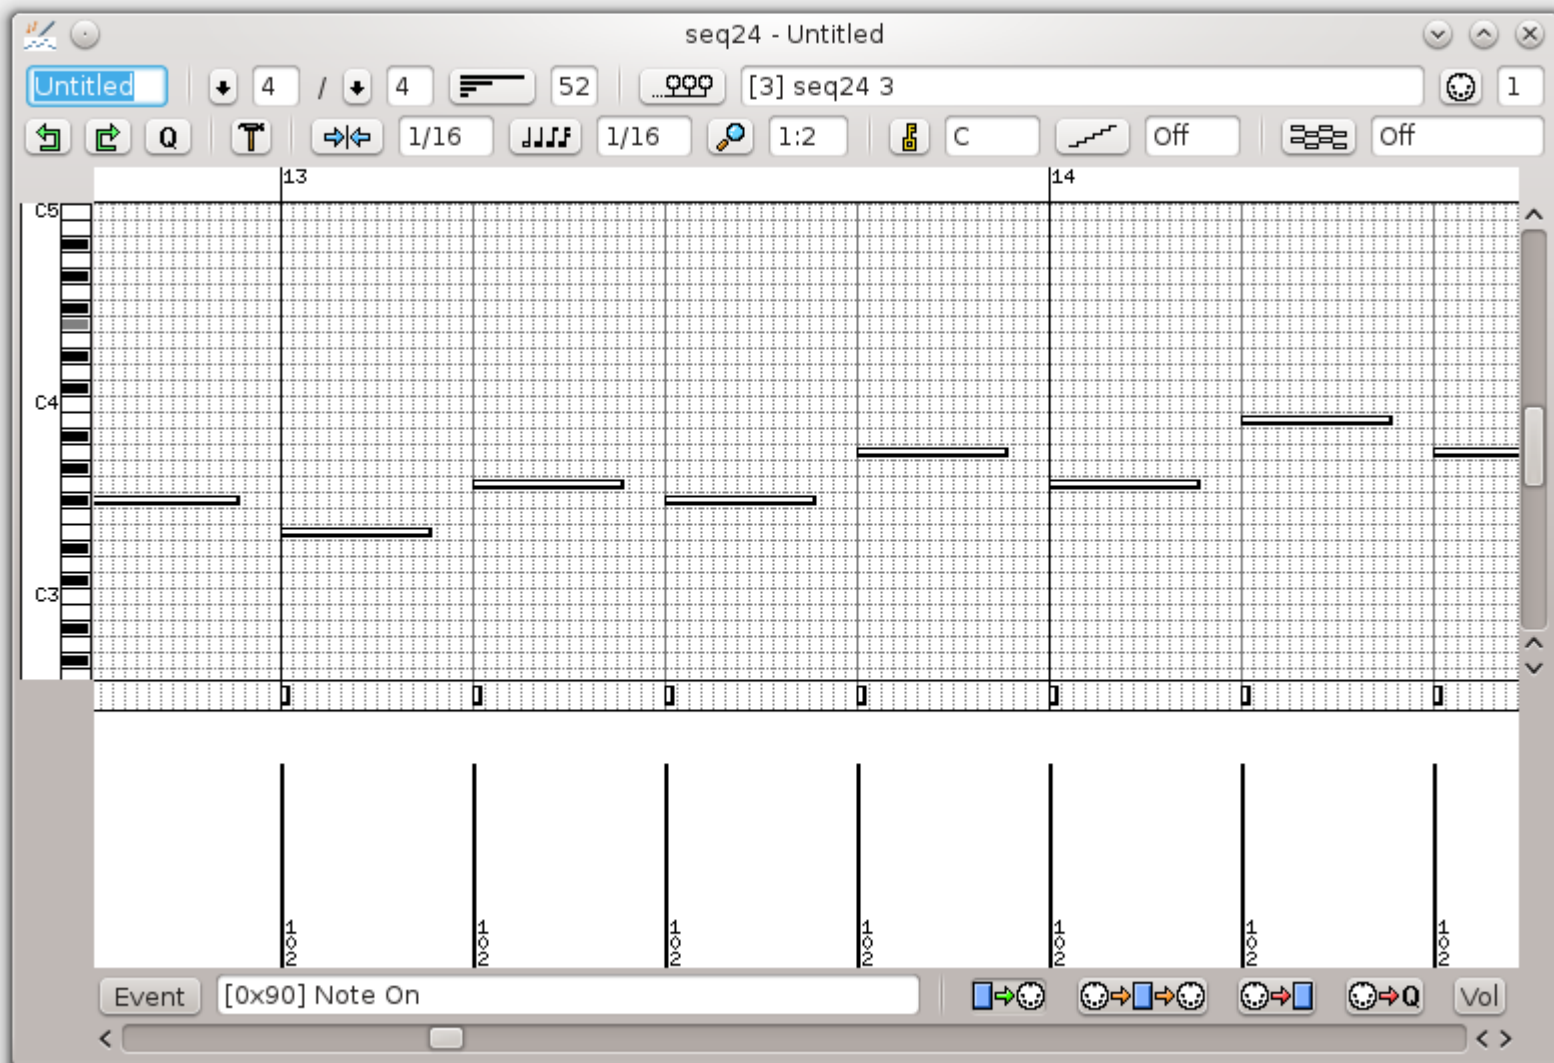 seq24 - Untitled
Untitled 4 / 4 52 ...ϙϙϙ [3] seq24 3 1
Q 1/16 1/16 1:2 C Off Off
13 14
C5
C4
C3
102 102 102 102 102 102 102
Event [0x90] Note On Q Vol